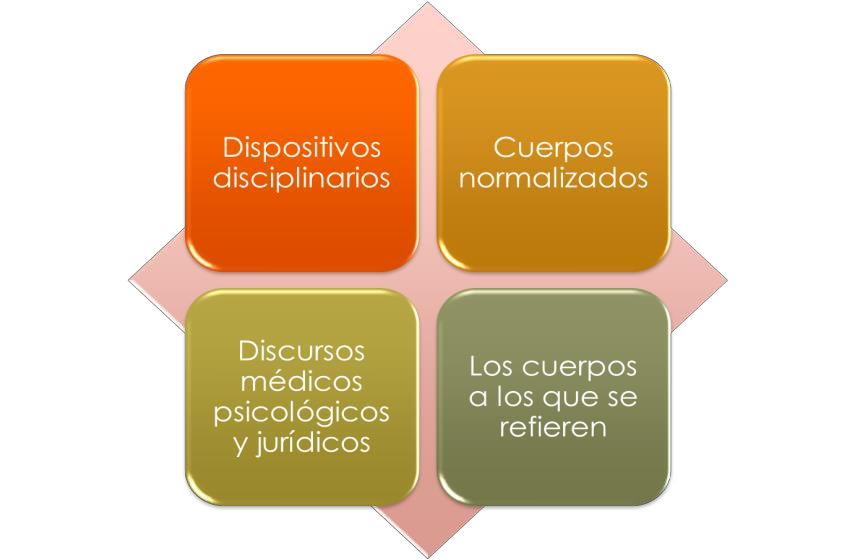 Dispositivos
disciplinarios
Cuerpos
normalizados
Discursos
médicos
psicológicos
y jurídicos
Los cuerpos
a los que se
refieren